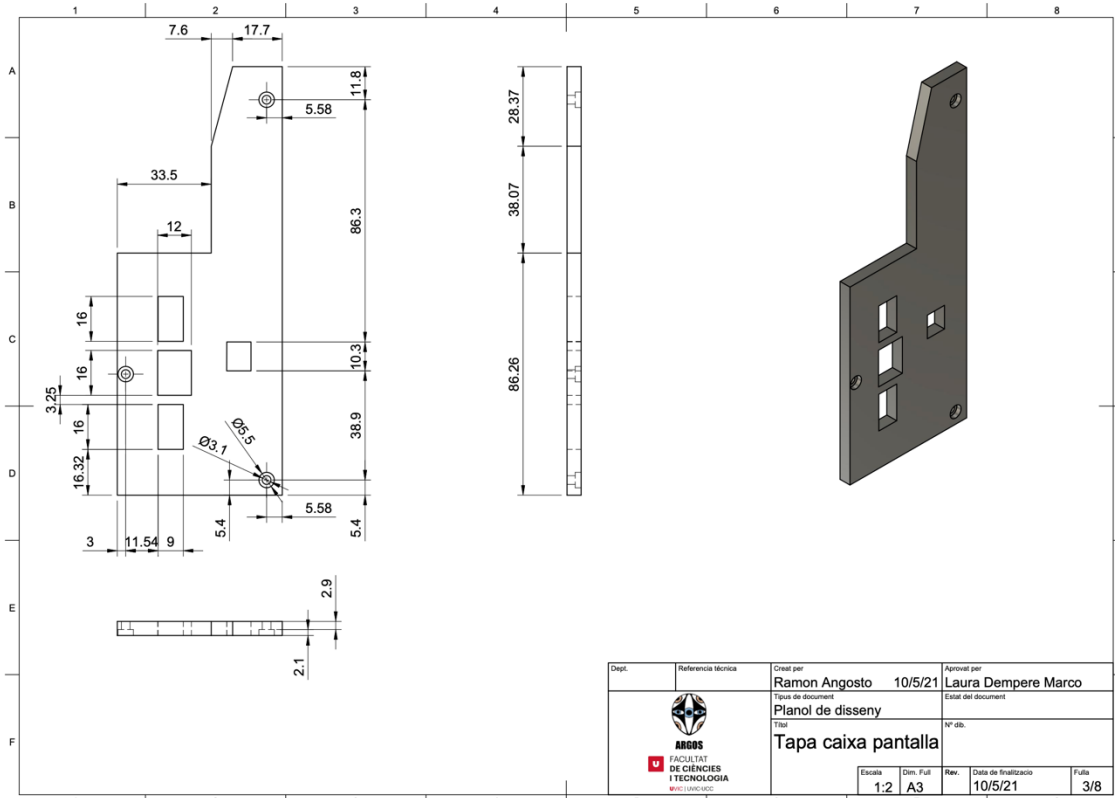 1
2
3
4
5
6
7
8
A
B
C
D
E
F
7.6
17.7
11.8
5.58
33.5
12
86.3
16
16
3.25
16
16.32
10.3
38.9
Ø5.5
Ø3.1
5.4
5.58
5.4
3
11.54
9
2.9
2.1
28.37
38.07
86.26
Dept.
Referencia técnica
Creat per
Ramon Angosto 10/5/21
Aprovat per
Laura Dempere Marco
Tipus de document
Planol de disseny
Estat del document
Títol
Tapa caixa pantalla
Nº dib.
ARGOS
U
FACULTAT
DE CIÈNCIES
I TECNOLOGIA
UVIC | UVIC·UCC
Escala
1:2
Dim. Full
A3
Rev.
Data de finalització
10/5/21
Fulla
3/8